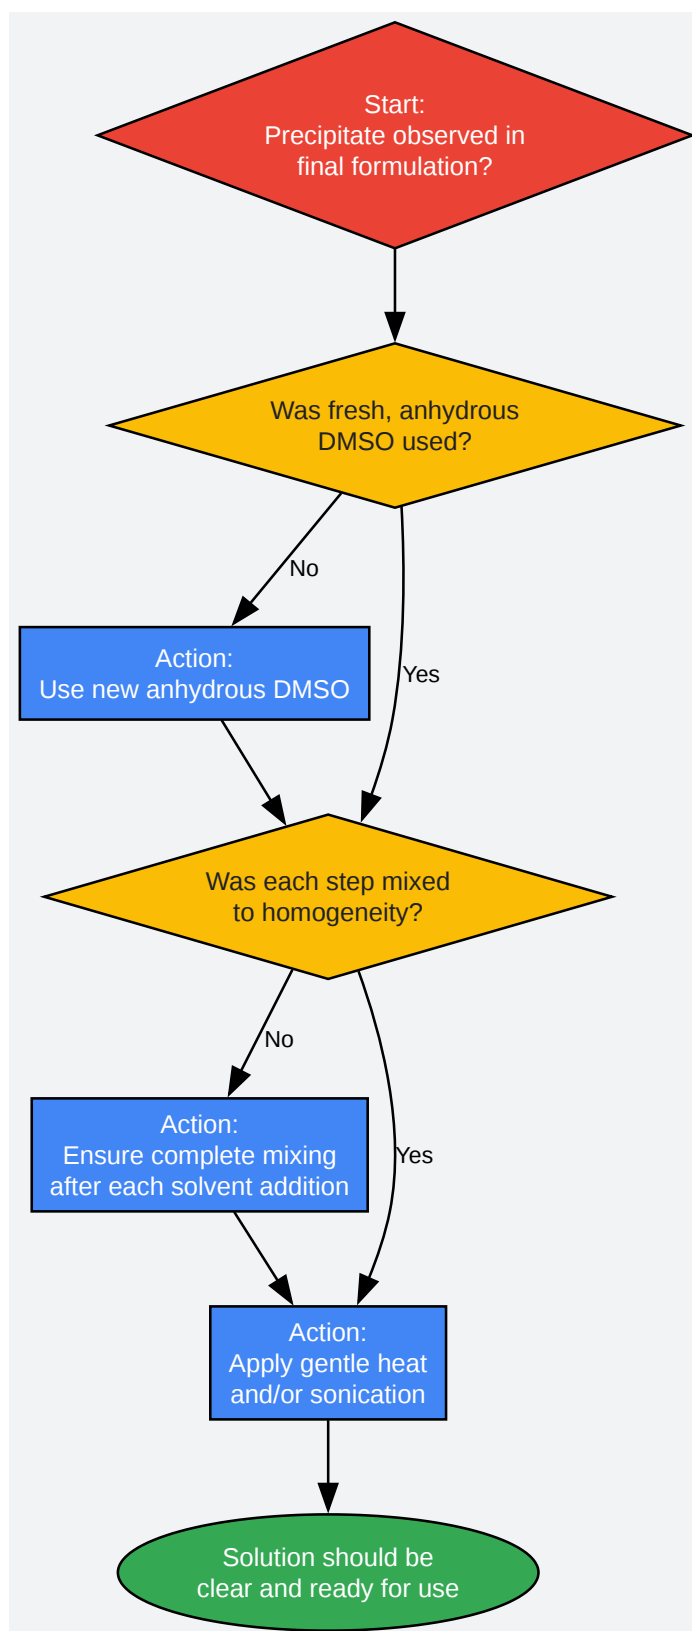 Start:
Precipitate observed in
final formulation?
Was fresh, anhydrous
DMSO used?
No
Action:
Use new anhydrous DMSO
Yes
Was each step mixed
to homogeneity?
No
Action:
Ensure complete mixing
after each solvent addition
Yes
Action:
Apply gentle heat
and/or sonication
Solution should be
clear and ready for use